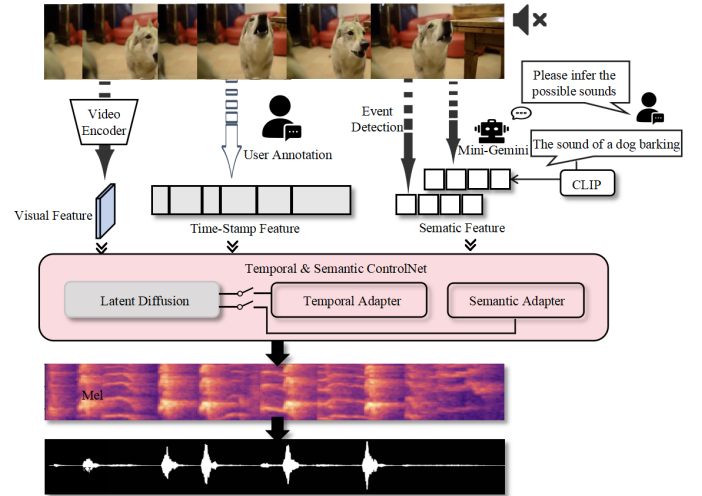 Please infer the
possible sounds
Video
Encoder
User Annotation
Event
Detection
Mini-Gemini
The sound of a dog barking
CLIP
Visual Feature
Time-Stamp Feature
Sematic Feature
Temporal & Semantic ControlNet
Latent Diffusion
Temporal Adapter
Semantic Adapter
Mel